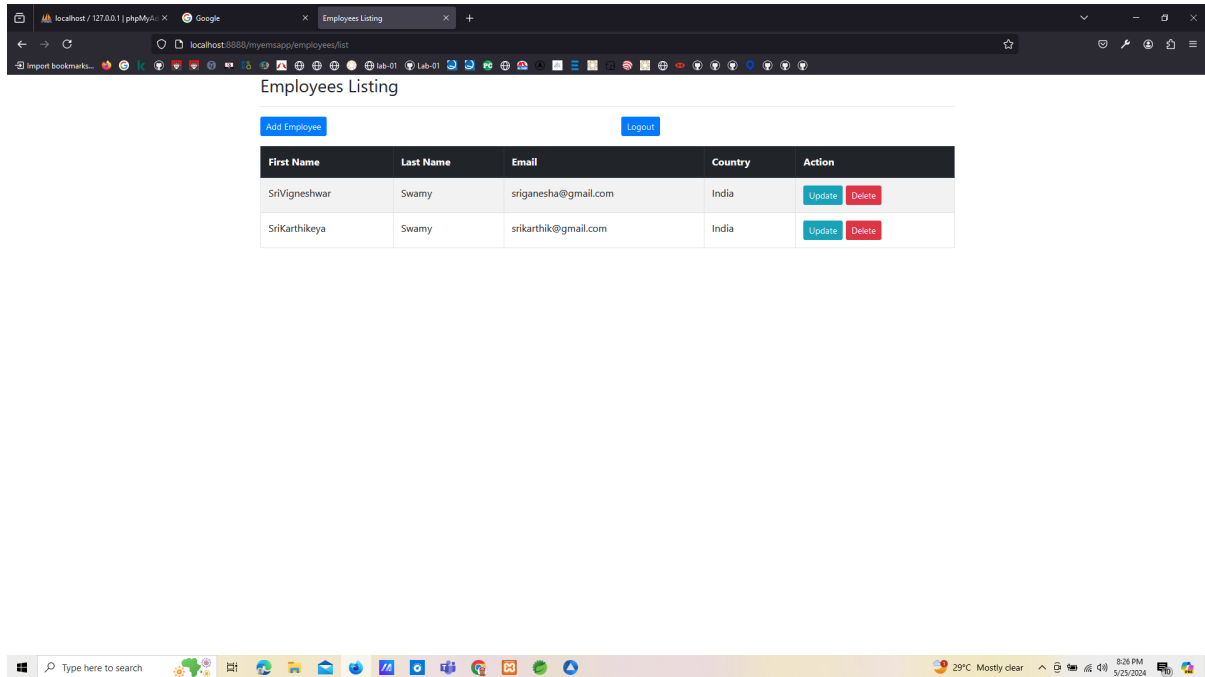 localhost / 127.0.0.1 | phpMyAd
Google
Employees Listing
localhost:8888/myemsapp/employees/list
Import bookmarks...
lab-01
Lab-01
Employees Listing
Add Employee
Logout
First Name Last Name Email Country Action
SriVigneshwar Swamy sriganesha@gmail.com India Update Delete
SriKarthikeya Swamy srikarthik@gmail.com India Update Delete
Type here to search
29°C Mostly clear
8:26 PM
5/25/2024